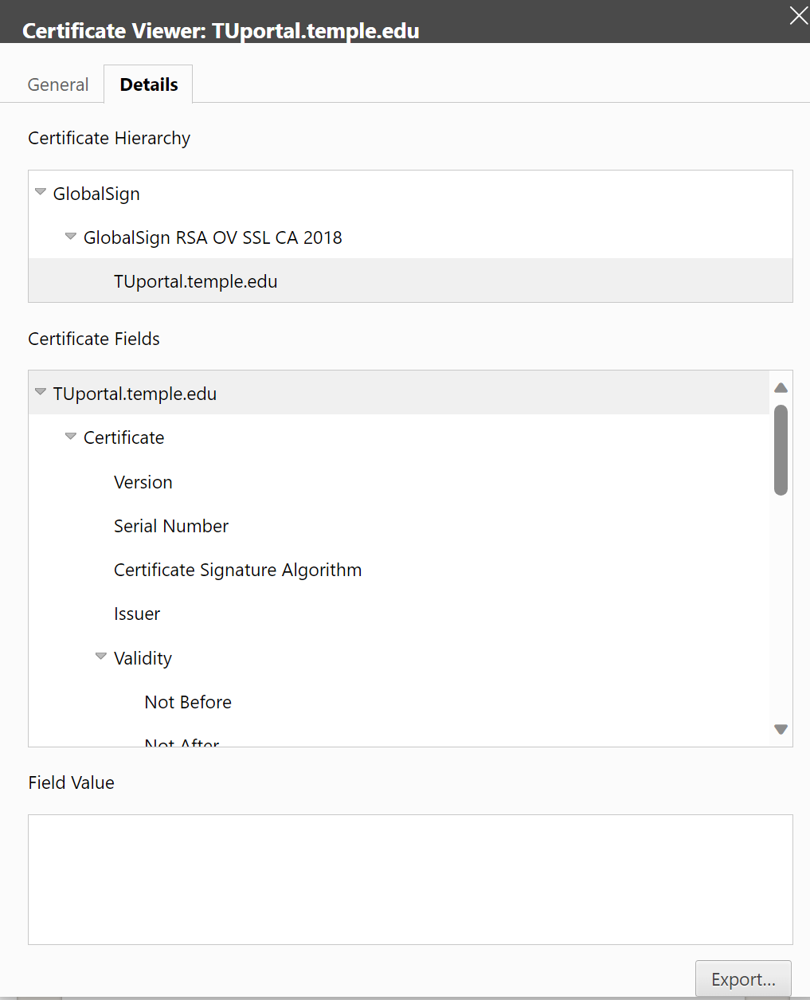 Certificate Viewer: TUportal.temple.edu
General Details
Certificate Hierarchy
GlobalSign
GlobalSign RSA OV SSL CA 2018
TUportal.temple.edu
Certificate Fields
TUportal.temple.edu
Certificate
Version
Serial Number
Certificate Signature Algorithm
Issuer
Validity
Not Before
Not After
Field Value
Export...